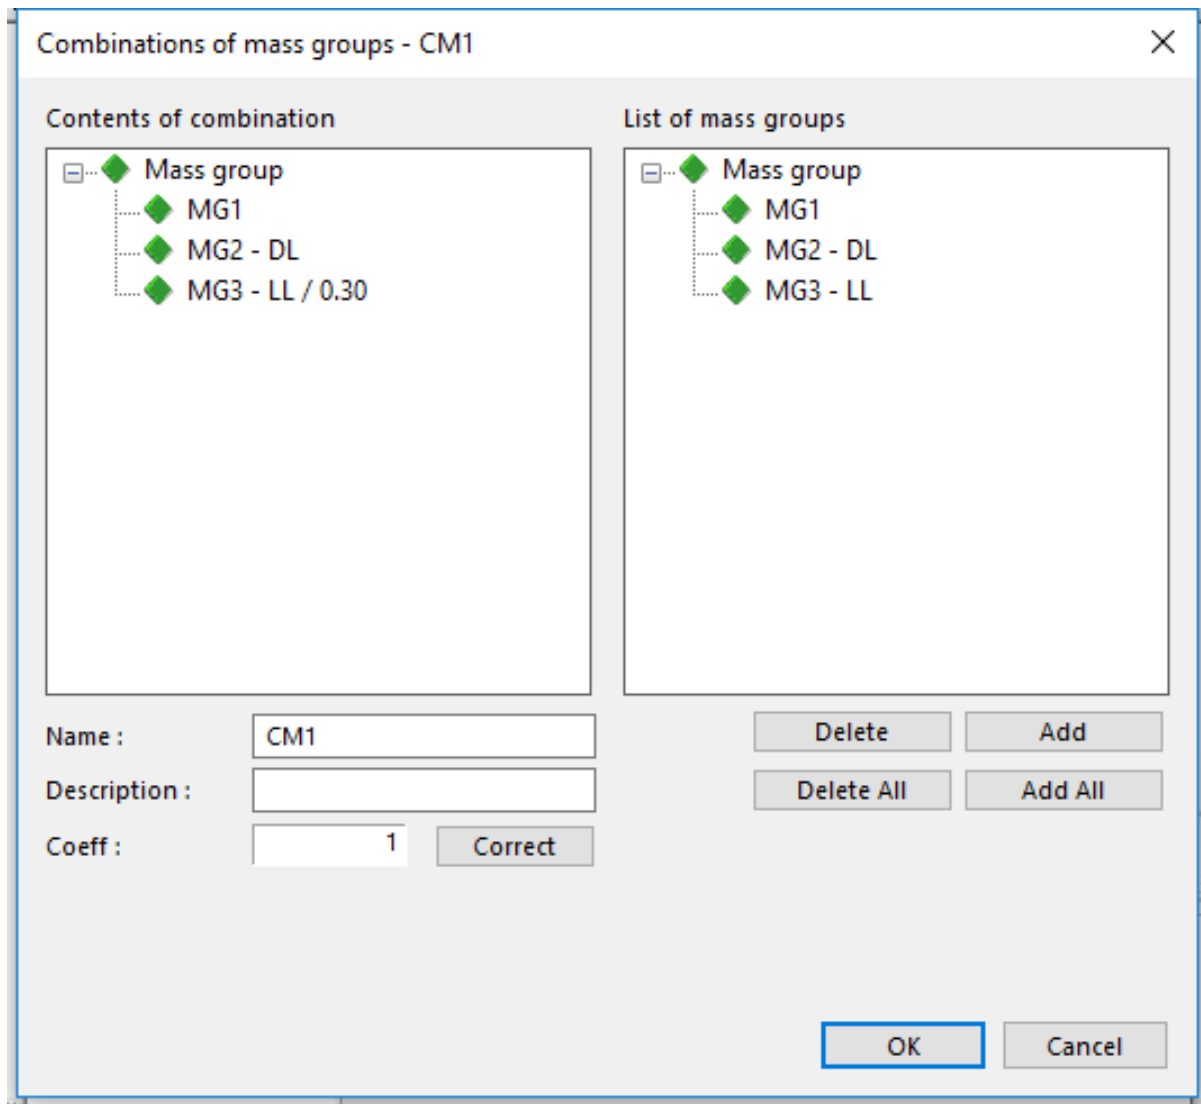 Combinations of mass groups - CM1
Contents of combination
Mass group
MG1
MG2 - DL
MG3 - LL / 0.30
List of mass groups
Mass group
MG1
MG2 - DL
MG3 - LL
Name :
CM1
Delete
Add
Description :
Delete All
Add All
Coeff :
1
Correct
OK
Cancel